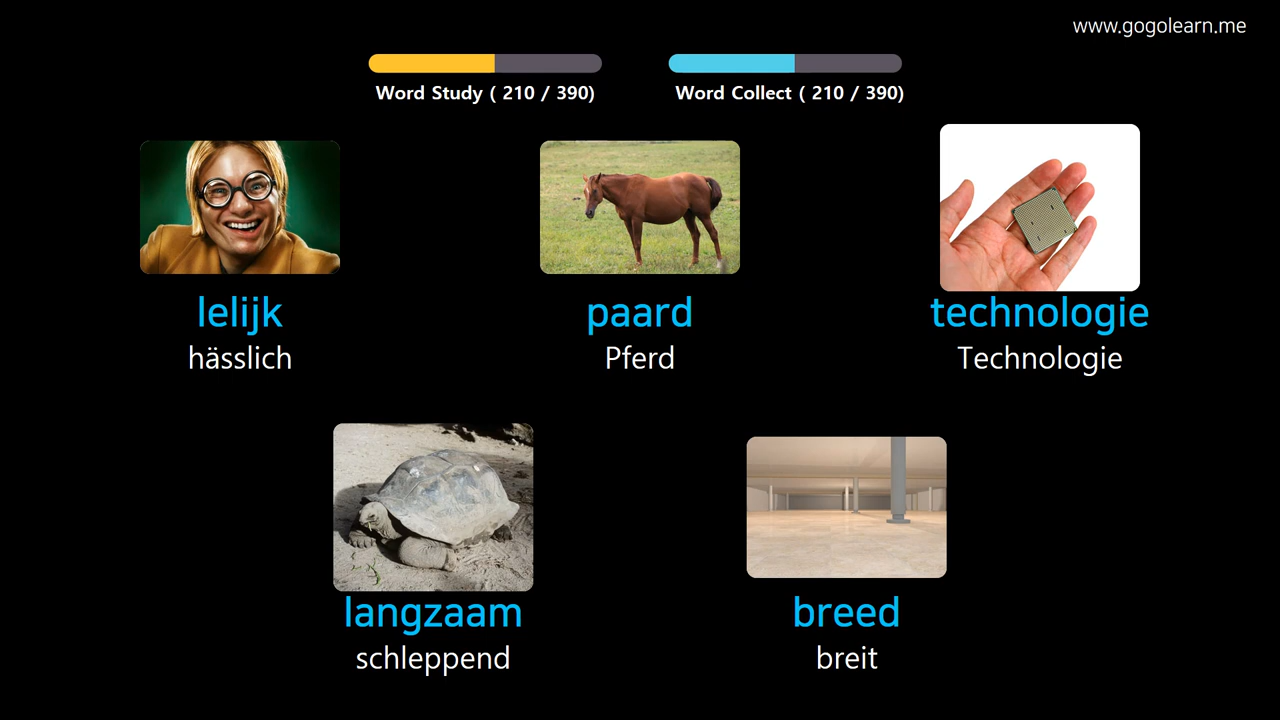 www.gogolearn.me
Word Study ( 210 / 390)
Word Collect ( 210 / 390)
lelijk
hässlich
paard
Pferd
technologie
Technologie
langzaam
schleppend
breed
breit